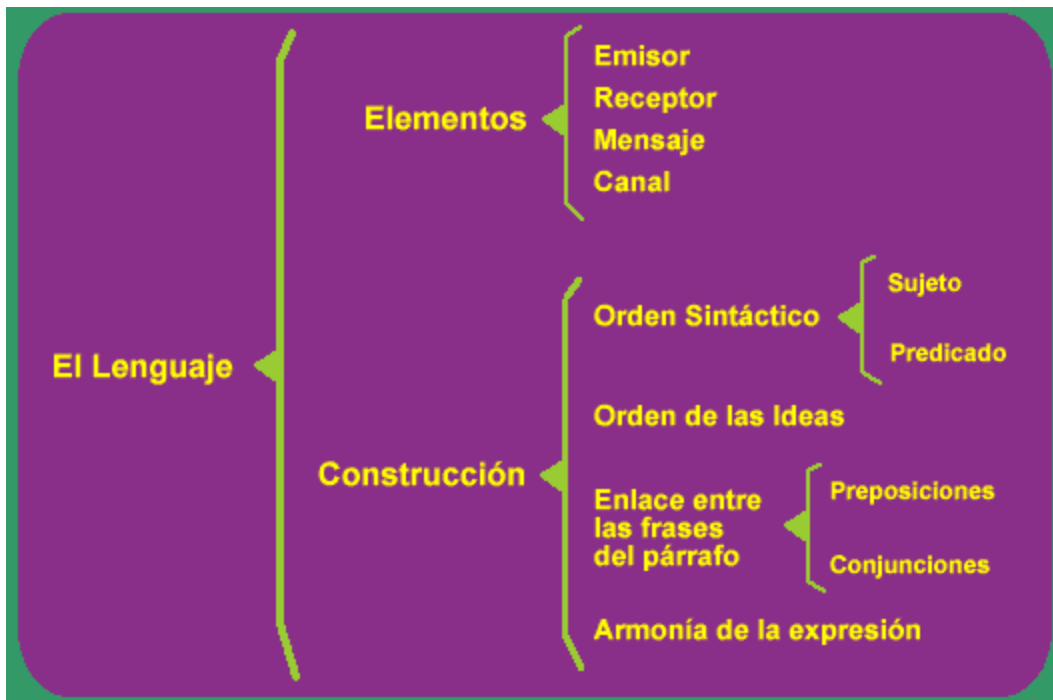 El Lenguaje
Elementos
Emisor
Receptor
Mensaje
Canal
Construcción
Orden Sintáctico
Sujeto
Predicado
Orden de las Ideas
Enlace entre
las frases
del párrafo
Preposiciones
Conjunciones
Armonía de la expresión